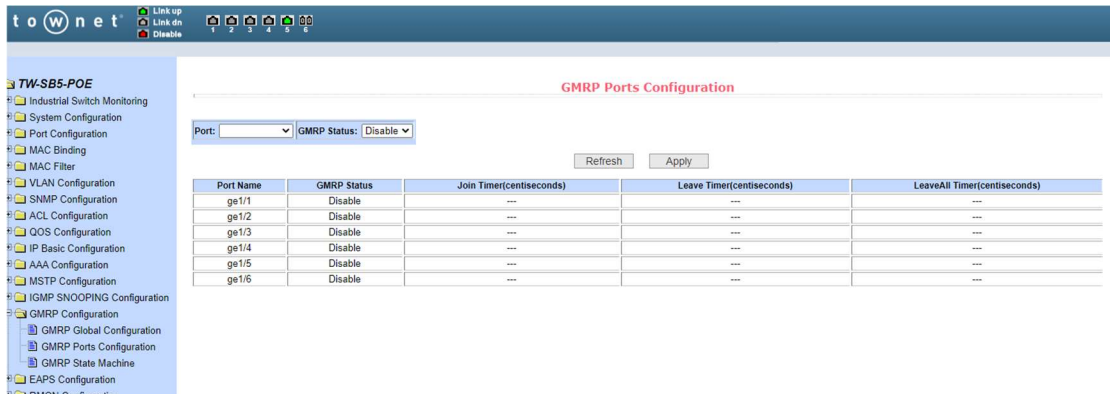 townet
Link up
Link dn
Disable
1 2 3 4 5 6
TW-SB5-POE
Industrial Switch Monitoring
System Configuration
Port Configuration
MAC Binding
MAC Filter
VLAN Configuration
SNMP Configuration
ACL Configuration
QOS Configuration
IP Basic Configuration
AAA Configuration
MSTP Configuration
IGMP SNOOPING Configuration
GMRP Configuration
GMRP Global Configuration
GMRP Ports Configuration
GMRP State Machine
EAPS Configuration
GMRP Ports Configuration
Port: GMRP Status: Disable
Refresh Apply
Port Name GMRP Status Join Timer(centiseconds) Leave Timer(centiseconds) LeaveAll Timer(centiseconds)
ge1/1 Disable --- --- ---
ge1/2 Disable --- --- ---
ge1/3 Disable --- --- ---
ge1/4 Disable --- --- ---
ge1/5 Disable --- --- ---
ge1/6 Disable --- --- ---